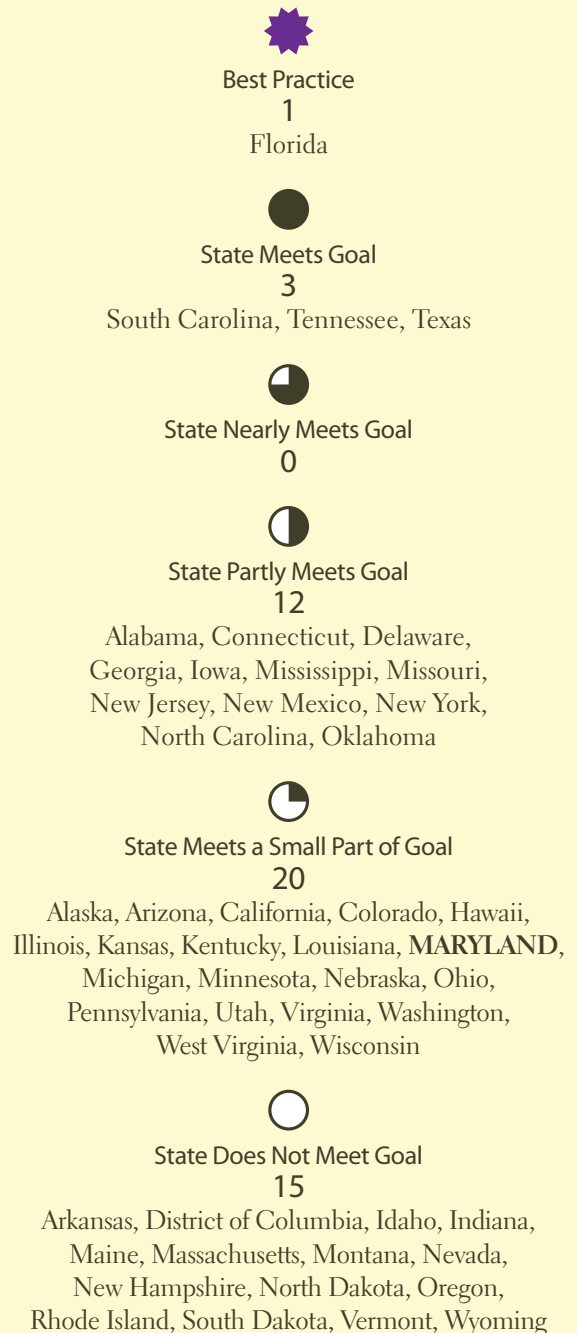 Best Practice
1
Florida
State Meets Goal
3
South Carolina, Tennessee, Texas
State Nearly Meets Goal
0
State Partly Meets Goal
12
Alabama, Connecticut, Delaware,
Georgia, Iowa, Mississippi, Missouri,
New Jersey, New Mexico, New York,
North Carolina, Oklahoma
State Meets a Small Part of Goal
20
Alaska, Arizona, California, Colorado, Hawaii,
Illinois, Kansas, Kentucky, Louisiana, MARYLAND,
Michigan, Minnesota, Nebraska, Ohio,
Pennsylvania, Utah, Virginia, Washington,
West Virginia, Wisconsin
State Does Not Meet Goal
15
Arkansas, District of Columbia, Idaho, Indiana,
Maine, Massachusetts, Montana, Nevada,
New Hampshire, North Dakota, Oregon,
Rhode Island, South Dakota, Vermont, Wyoming